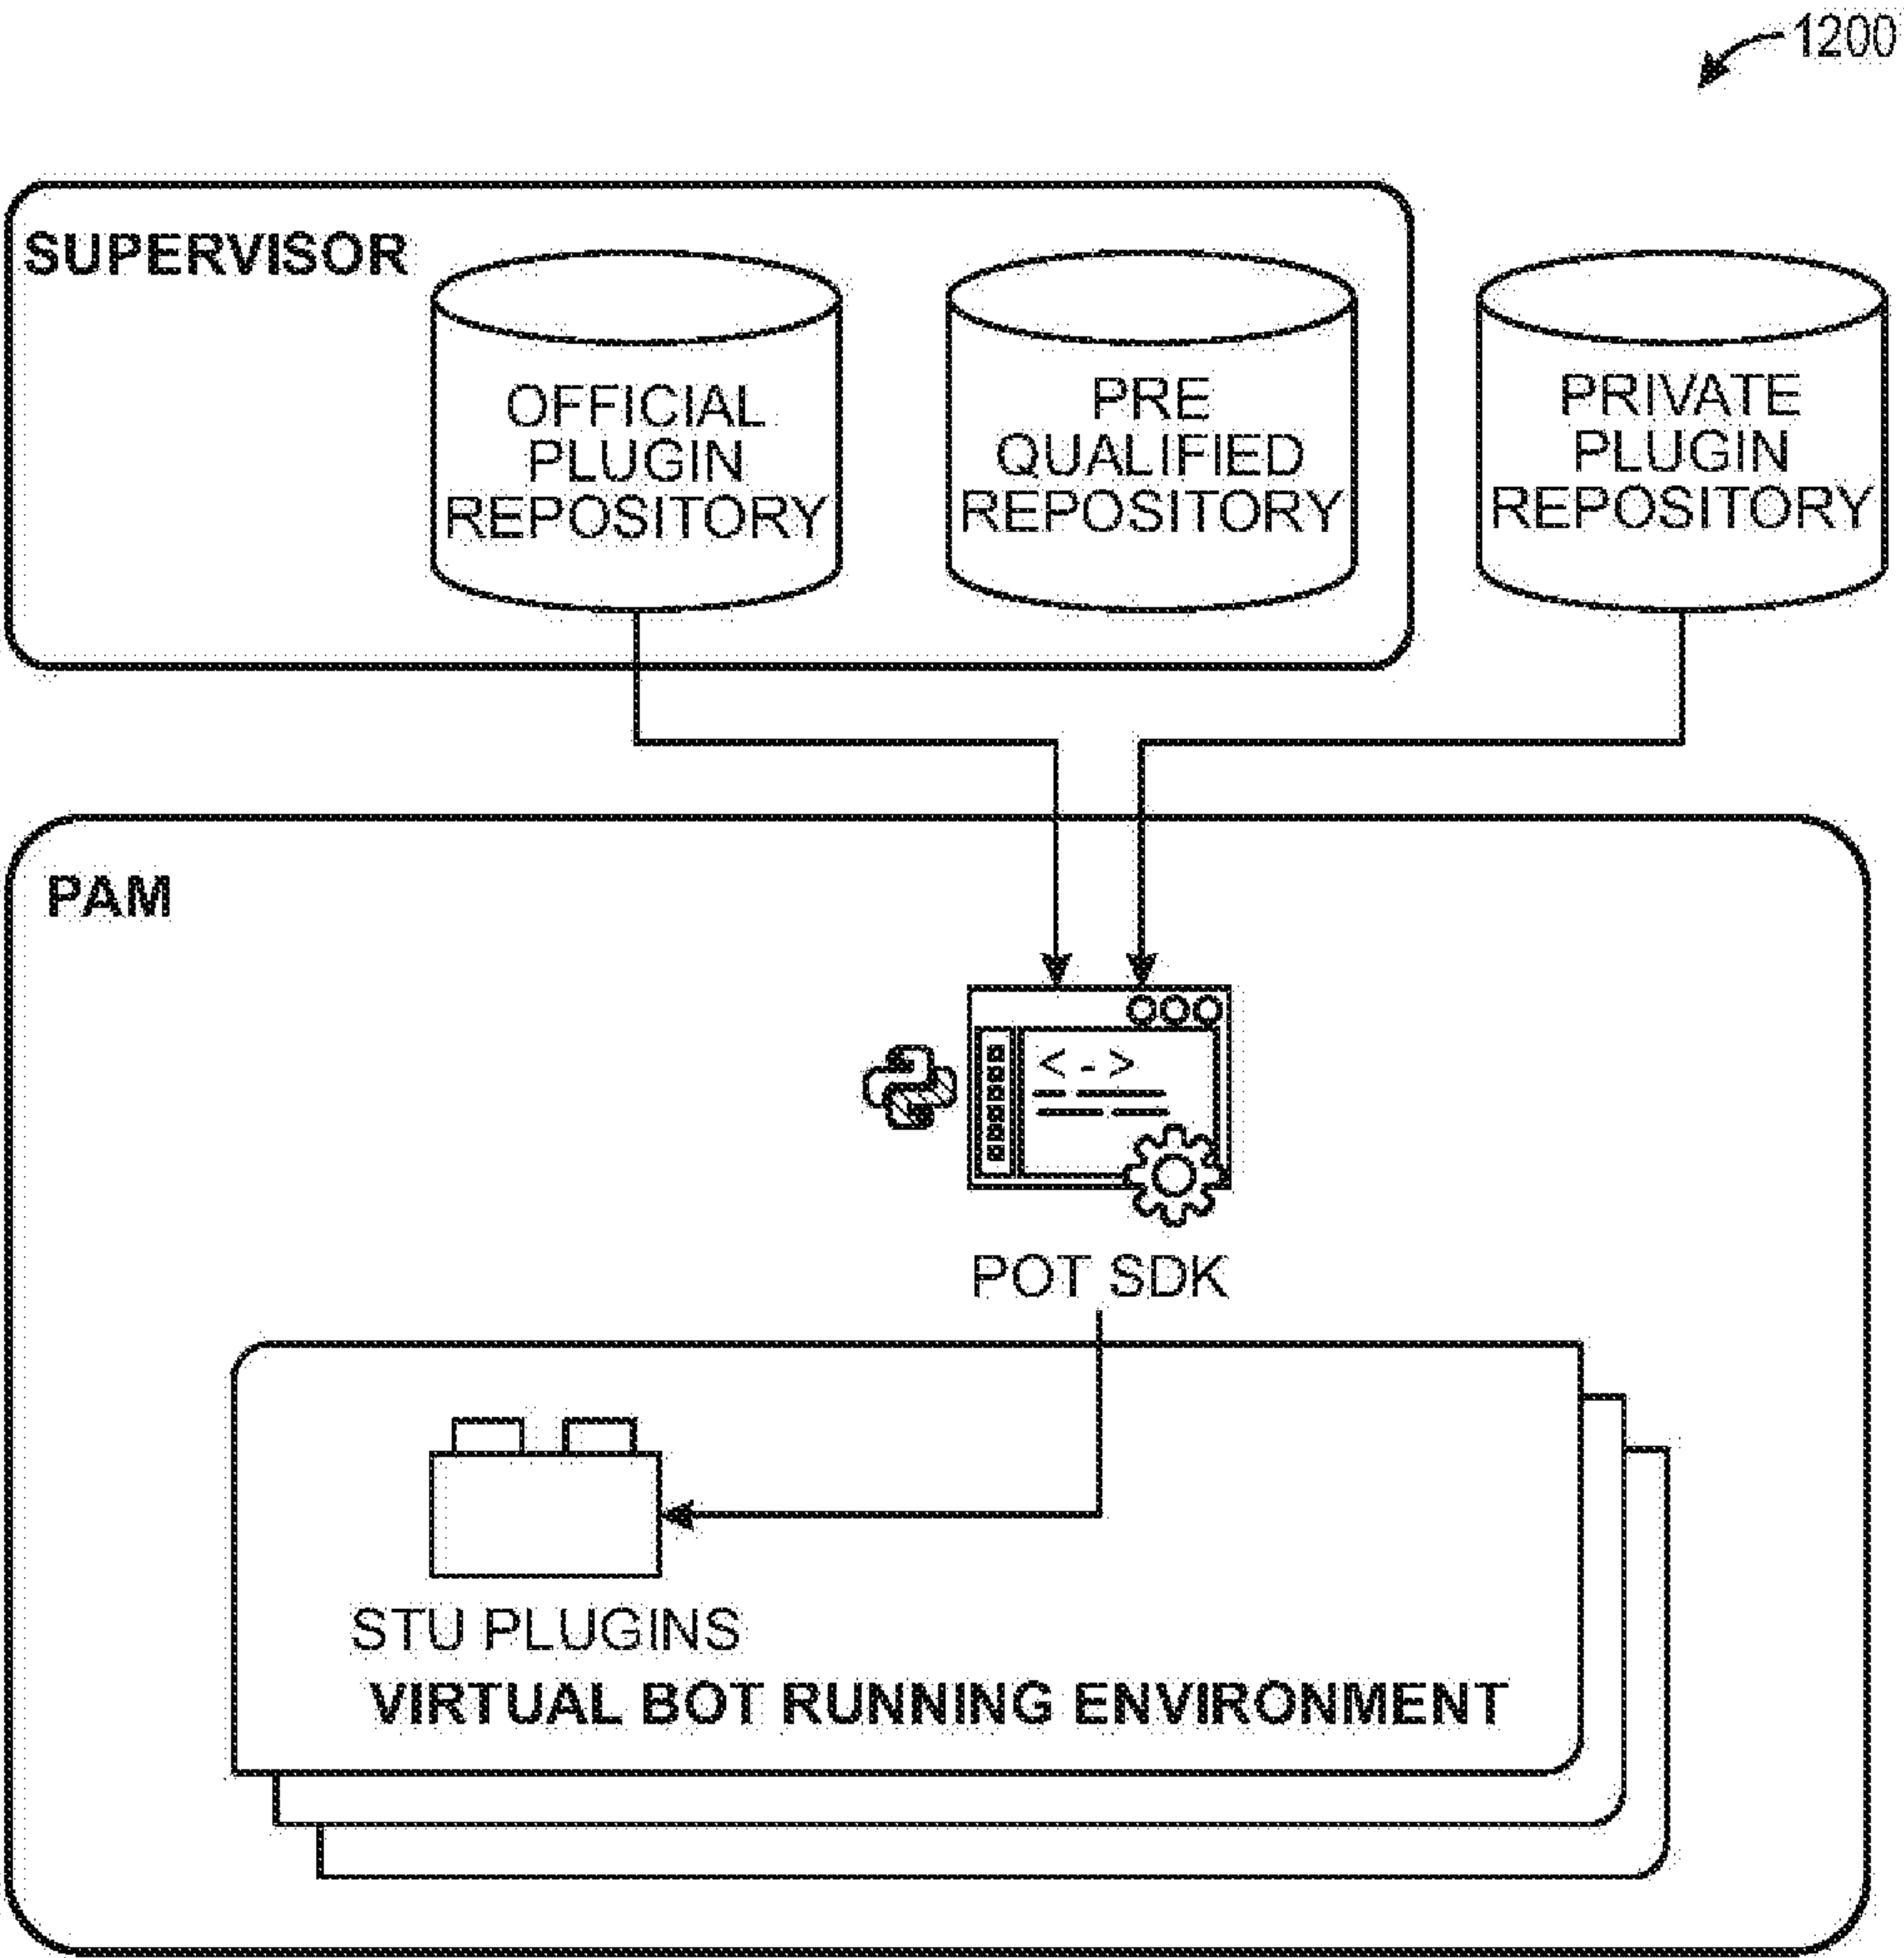 1200
SUPERVISOR
OFFICIAL
PLUGIN
REPOSITORY
PRE
QUALIFIED
REPOSITORY
PRIVATE
PLUGIN
REPOSITORY
PAM
< - >
POT SDK
STU PLUGINS
VIRTUAL BOT RUNNING ENVIRONMENT